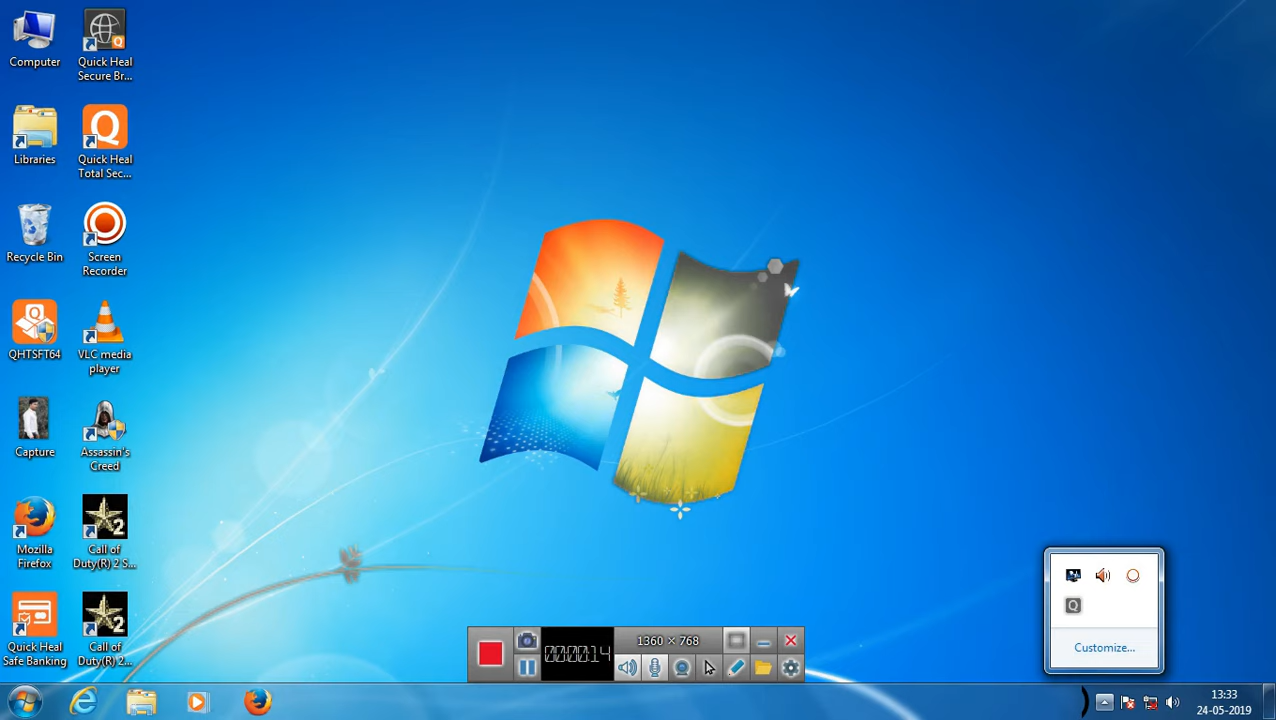 Computer
Quick Heal
Secure Br...
Libraries
Quick Heal
Total Sec...
Recycle Bin
Screen
Recorder
QHTSFT64
VLC media
player
Capture
Assassin's
Creed
Mozilla
Firefox
Call of
Duty(R) 2 S...
Quick Heal
Safe Banking
Call of
Duty(R) 2...
00:00:14
1360 × 768
Customize...
13:33
24-05-2019